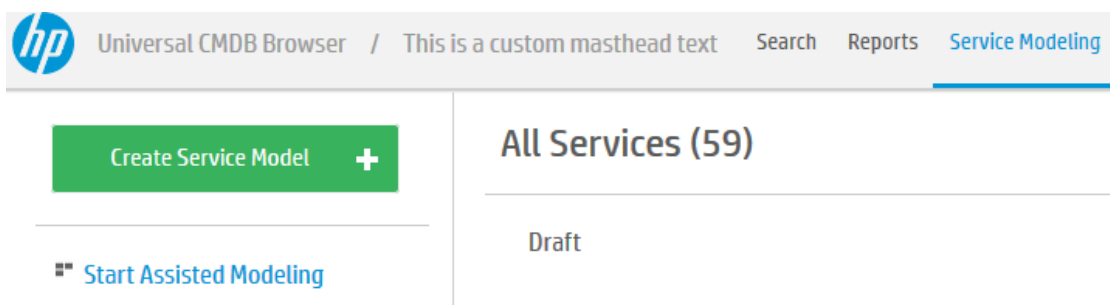 hp Universal CMDB Browser / This is a custom masthead text Search Reports Service Modeling
Create Service Model +
All Services (59)
Draft
Start Assisted Modeling